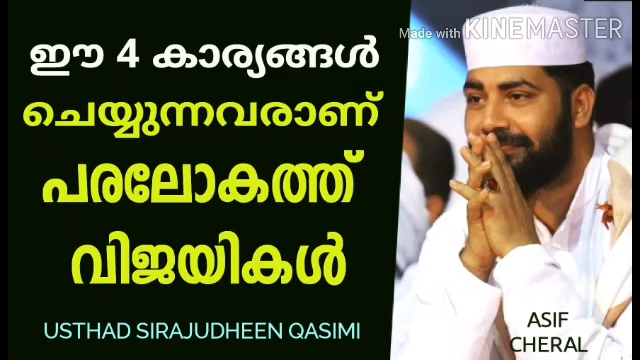 Made with KINEMASTER
ഈ 4 കാര്യങ്ങൾ
ചെയ്യുന്നവരാണ്
പരലോകത്ത്
വിജയികൾ
USTHAD SIRAJUDHEEN QASIMI
ASIF
CHERAL